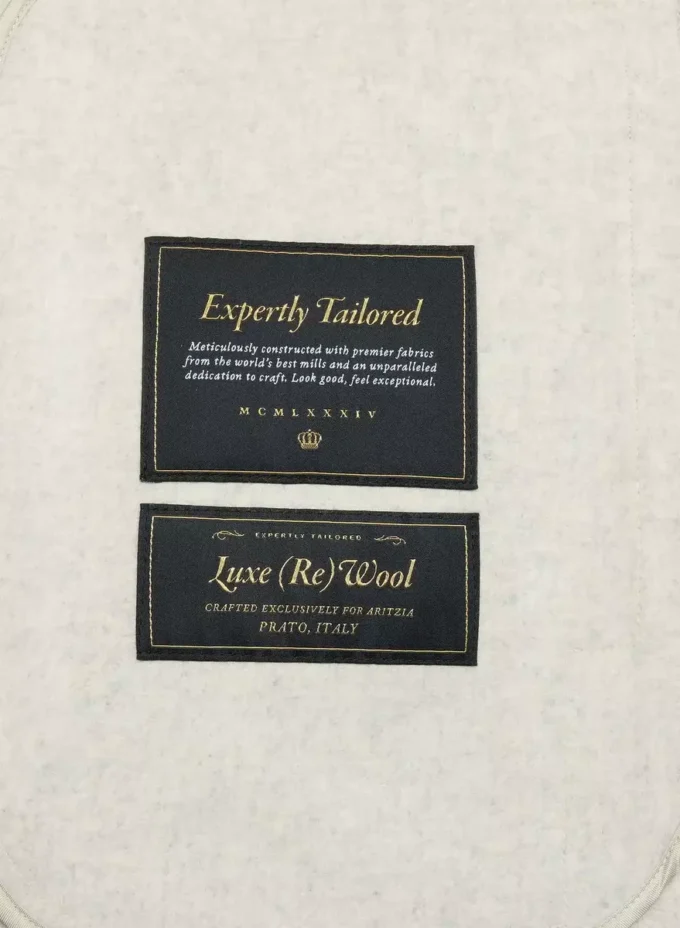 Expertly Tailored
Meticulously constructed with premier fabrics
from the world's best mills and an unparalleled
dedication to craft. Look good, feel exceptional.
MCMLXXXIV
EXPERTLY TAILORED
Luxe (Re)Wool
CRAFTED EXCLUSIVELY FOR ARITZIA
PRATO, ITALY